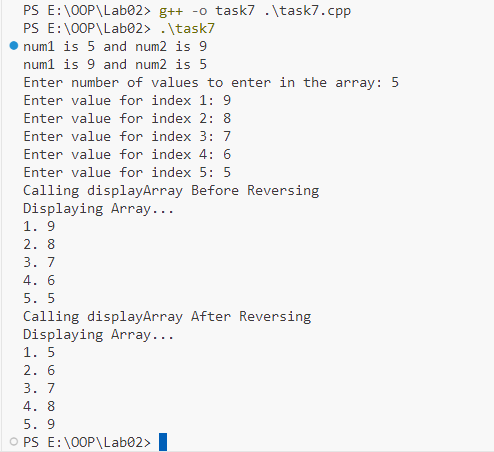 PS E:\OOP\Lab02> g++ -o task7 .\task7.cpp
PS E:\OOP\Lab02> .\task7
num1 is 5 and num2 is 9
num1 is 9 and num2 is 5
Enter number of values to enter in the array: 5
Enter value for index 1: 9
Enter value for index 2: 8
Enter value for index 3: 7
Enter value for index 4: 6
Enter value for index 5: 5
Calling displayArray Before Reversing
Displaying Array...
1. 9
2. 8
3. 7
4. 6
5. 5
Calling displayArray After Reversing
Displaying Array...
1. 5
2. 6
3. 7
4. 8
5. 9
PS E:\OOP\Lab02>